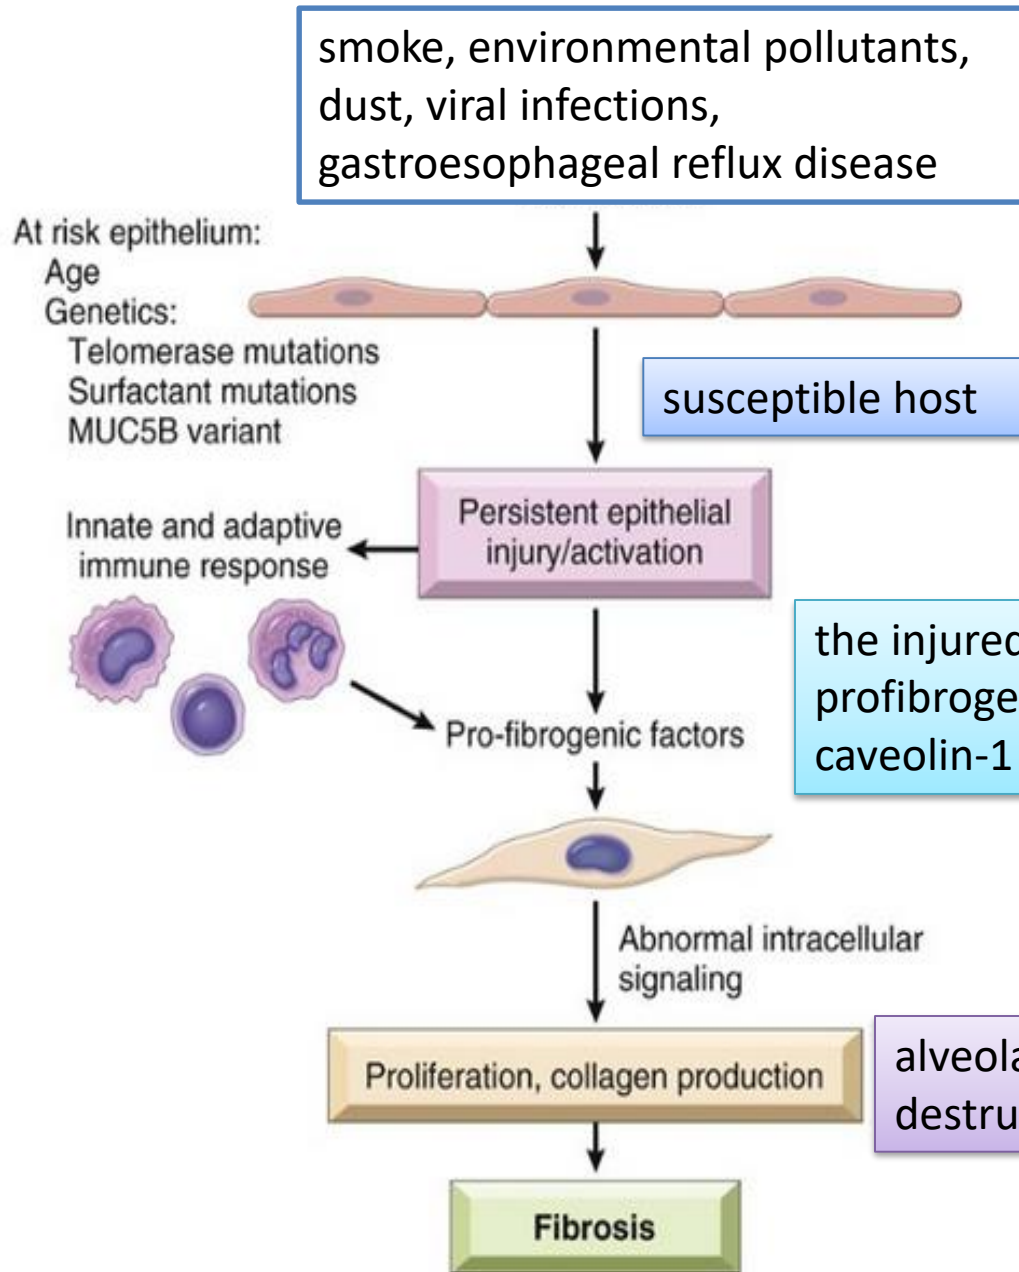 smoke, environmental pollutants,
dust, viral infections,
gastroesophageal reflux disease
At risk epithelium:
Age
Genetics:
Telomerase mutations
Surfactant mutations
MUC5B variant
susceptible host
Persistent epithelial
injury/activation
Innate and adaptive
immune response
the injured
profibroge
caveolin-1
Pro-fibrogenic factors
Abnormal intracellular
signaling
Proliferation, collagen production
alveola
destru
Fibrosis